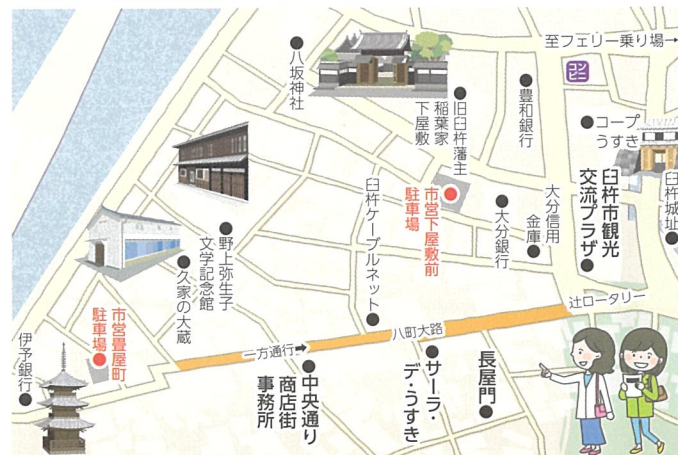 至フェリー乗り場→
コンビニ
八坂神社
旧臼杵藩主
稲葉家
下屋敷
豊和銀行
コープ
うすき
臼杵城址
臼杵市観光
交流プラザ
大分信用
金庫
大分銀行
市営下屋敷前
駐車場
臼杵ケーブルネット
野上弥生子
文学記念館
久家の大蔵
市営畳屋町
駐車場
伊予銀行
一方通行→
八町大路
辻ロータリー
中央通り
商店街
事務所
サーラ・
デ・うすき
長屋門